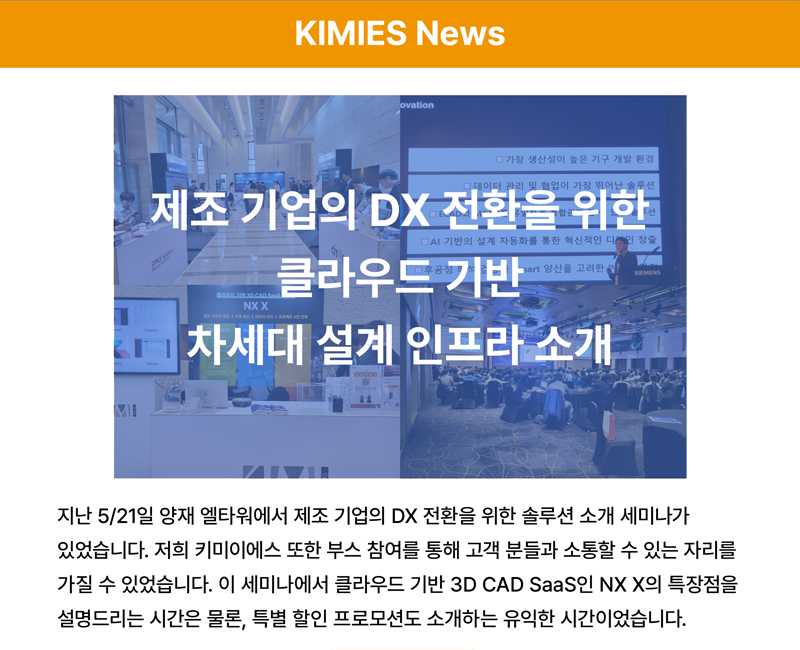 KIMIES News
ovation
가장 생산성이 높은 기구 개발 환경
데이터 관리 및 협업이 가장 뛰어난 솔루션
제조 기업의 DX 전환을 위한
AI 기반의 설계 자동화를 통한 혁신적인
SIEMENS
클라우드 기반
NX X
차세대 설계 인프라 소개
지난 5/21일 양재 엘타워에서 제조 기업의 DX 전환을 위한 솔루션 소개 세미나가
있었습니다. 저희 키미이에스 또한 부스 참여를 통해 고객 분들과 소통할 수 있는 자리를
가질 수 있었습니다. 이 세미나에서 클라우드 기반 3D CAD SaaS인 NX X의 특장점을
설명드리는 시간은 물론, 특별 할인 프로모션도 소개하는 유익한 시간이었습니다.